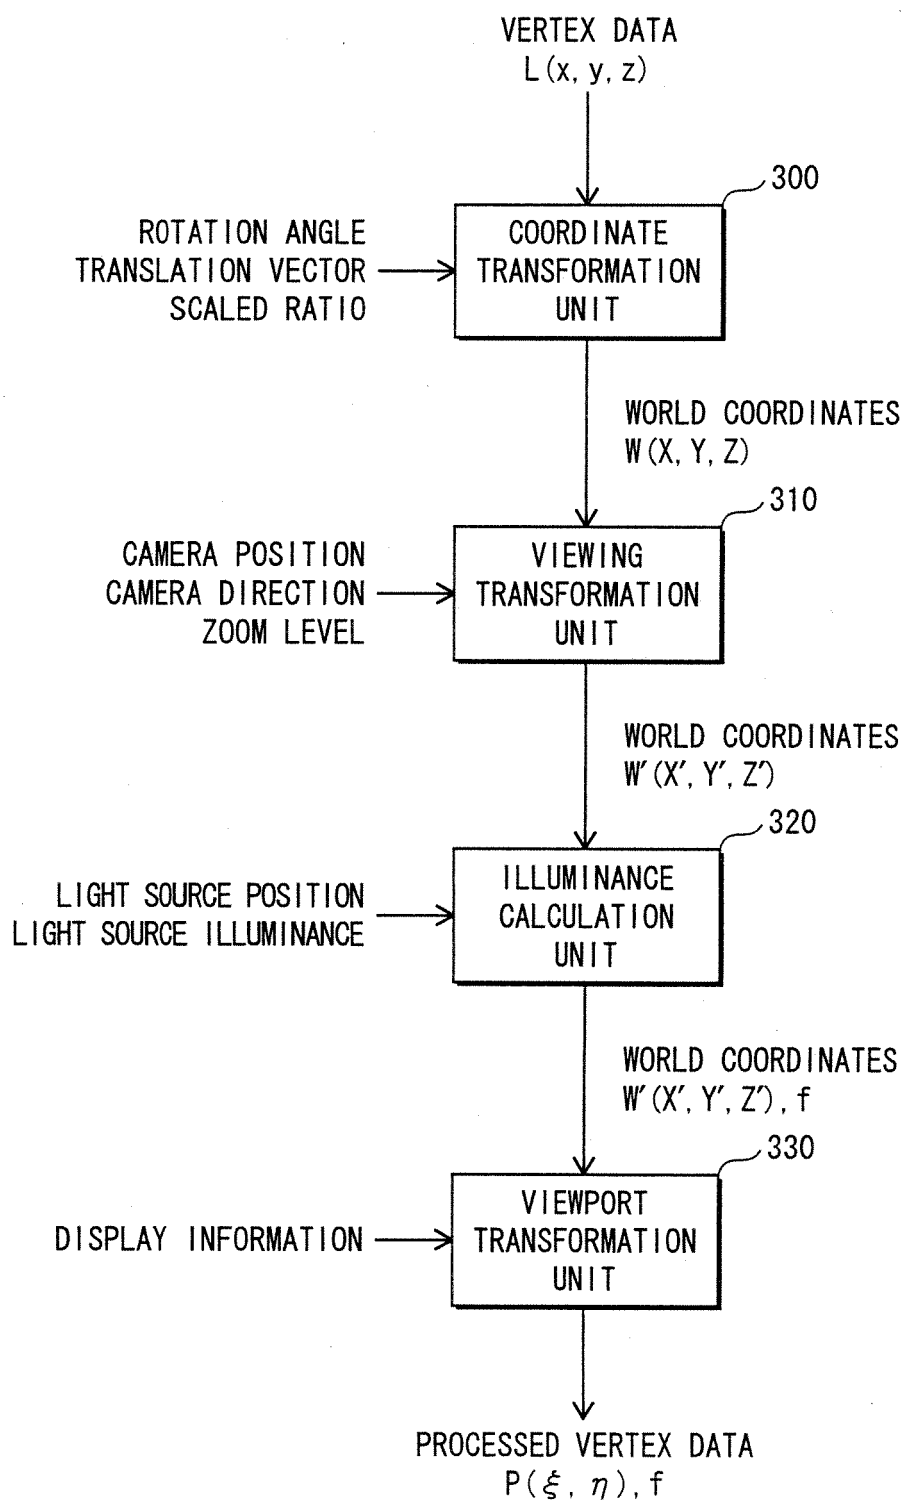 VERTEX DATA
L(x, y, z)
300
ROTATION ANGLE
TRANSLATION VECTOR
SCALED RATIO
COORDINATE
TRANSFORMATION
UNIT
WORLD COORDINATES
W(X, Y, Z)
310
CAMERA POSITION
CAMERA DIRECTION
ZOOM LEVEL
VIEWING
TRANSFORMATION
UNIT
WORLD COORDINATES
W′(X′, Y′, Z′)
320
LIGHT SOURCE POSITION
LIGHT SOURCE ILLUMINANCE
ILLUMINANCE
CALCULATION
UNIT
WORLD COORDINATES
W′(X′, Y′, Z′), f
330
DISPLAY INFORMATION
VIEWPORT
TRANSFORMATION
UNIT
PROCESSED VERTEX DATA
P(ξ, η), f